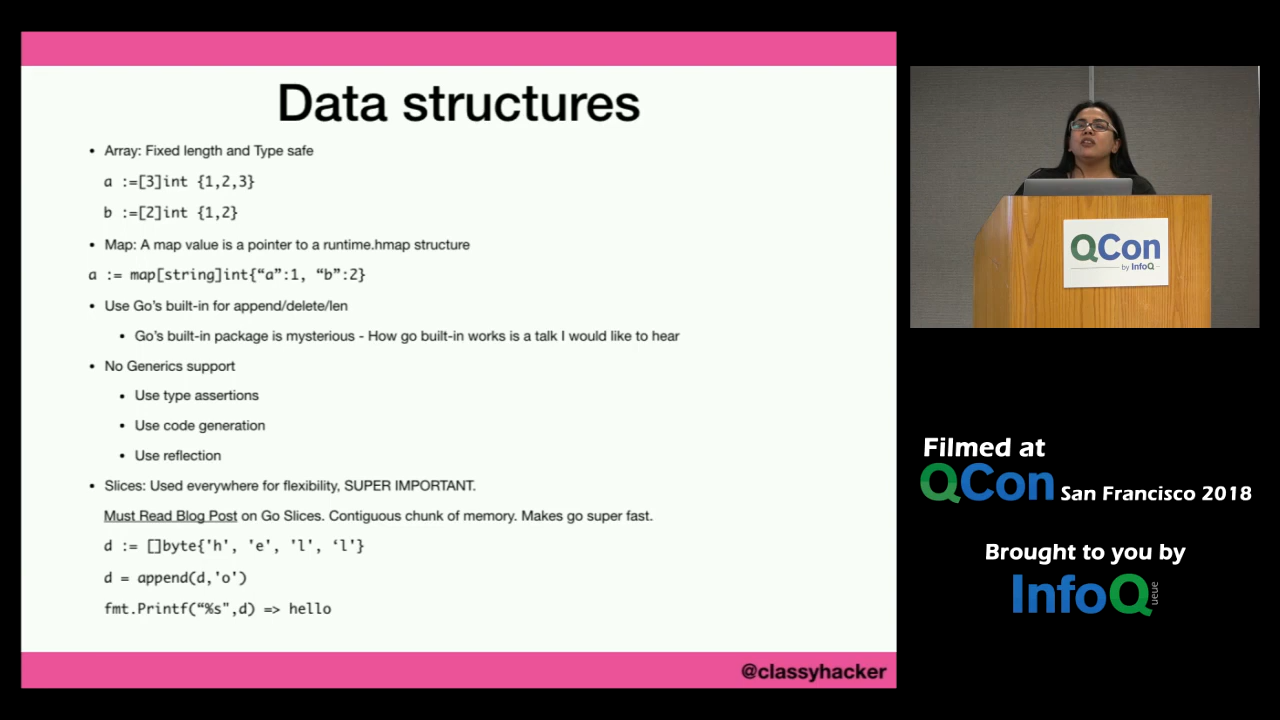 Data structures
• Array: Fixed length and Type safe
a :=[3]int {1,2,3}
b :=[2]int {1,2}
• Map: A map value is a pointer to a runtime.hmap structure
a := map[string]int{“a”:1, “b”:2}
• Use Go’s built-in for append/delete/len
• Go’s built-in package is mysterious - How go built-in works is a talk I would like to hear
• No Generics support
• Use type assertions
• Use code generation
• Use reflection
• Slices: Used everywhere for flexibility, SUPER IMPORTANT.
Must Read Blog Post on Go Slices. Contiguous chunk of memory. Makes go super fast.
d := []byte{'h', 'e', 'l', ‘l'}
d = append(d,'o')
fmt.Printf(“%s",d) => hello
@classyhacker
QCon
by InfoQ
Filmed at
QCon San Francisco 2018
Brought to you by
InfoQueue